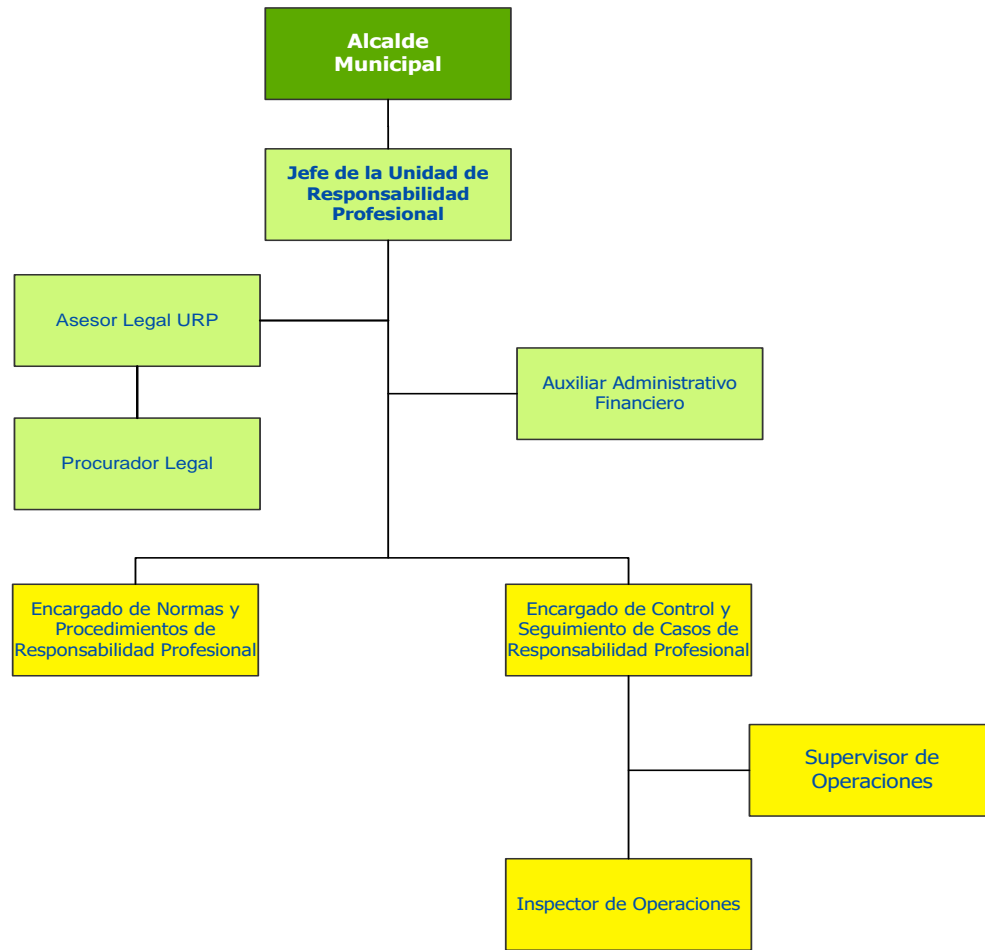 Alcalde
Municipal
Jefe de la Unidad de
Responsabilidad
Profesional
Asesor Legal URP
Auxiliar Administrativo
Financiero
Procurador Legal
Encargado de Normas y
Procedimientos de
Responsabilidad Profesional
Encargado de Control y
Seguimiento de Casos de
Responsabilidad Profesional
Supervisor de
Operaciones
Inspector de Operaciones